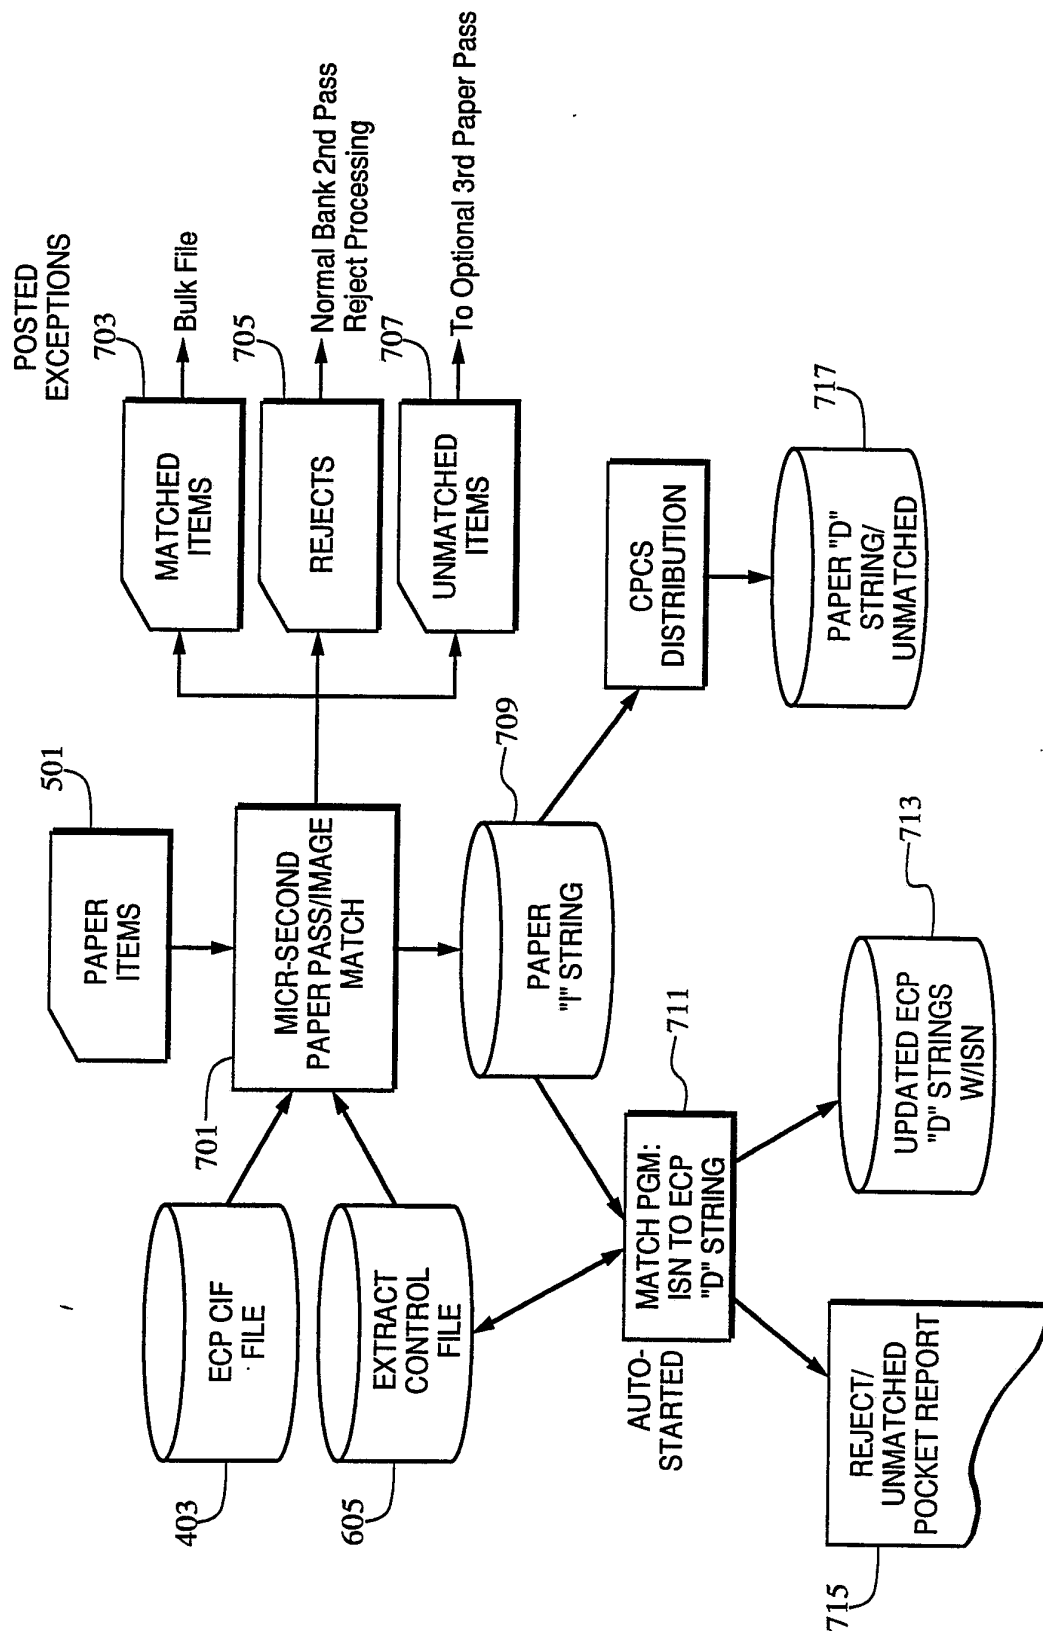 POSTED
EXCEPTIONS
501
PAPER
ITEMS
703
MATCHED
ITEMS
Bulk File
403
ECP CIF
FILE
701
MICR-SECOND
PAPER PASS/IMAGE
MATCH
705
REJECTS
Normal Bank 2nd Pass
Reject Processing
605
EXTRACT
CONTROL
FILE
707
UNMATCHED
ITEMS
To Optional 3rd Paper Pass
709
PAPER
"I" STRING
AUTO-
STARTED
711
MATCH PGM:
ISN TO ECP
"D" STRING
CPCS
DISTRIBUTION
715
REJECT/
UNMATCHED
POCKET REPORT
713
UPDATED ECP
"D" STRINGS
W/ISN
717
PAPER "D"
STRING/
UNMATCHED